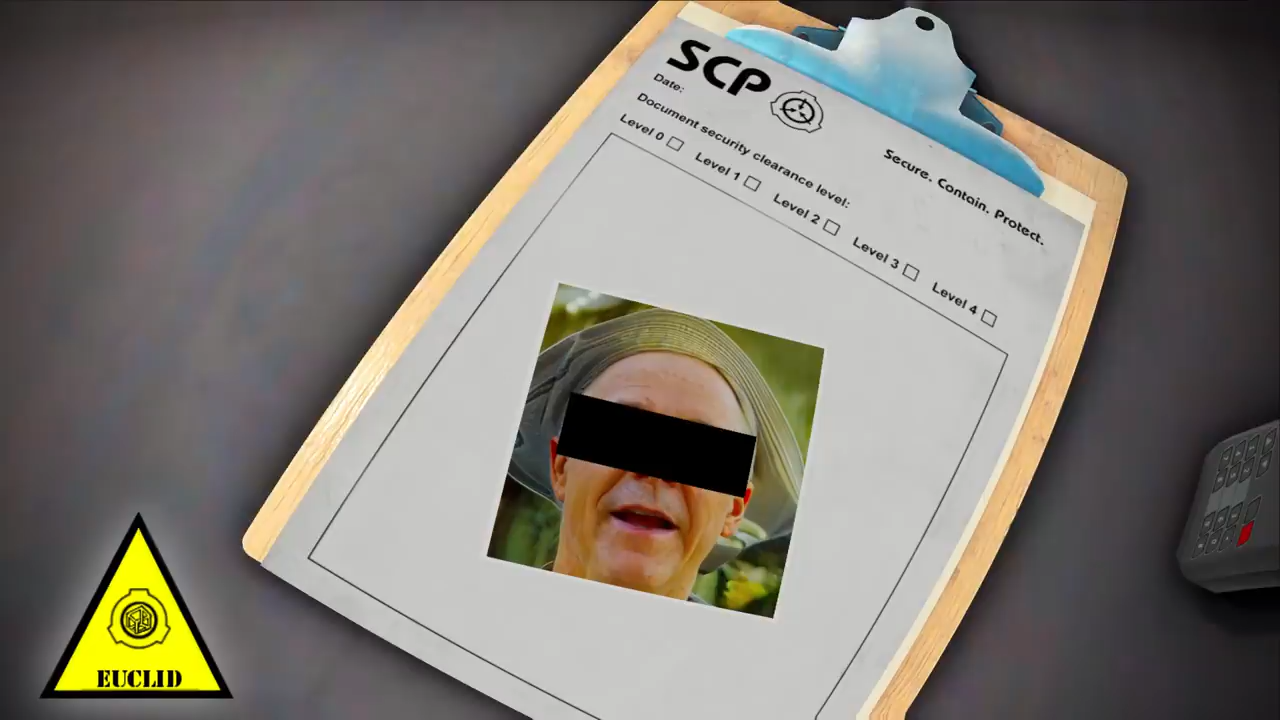 SCP
Secure. Contain. Protect.
Date:
Document security clearance level:
Level 0 Level 1 Level 2 Level 3 Level 4
EUCLID